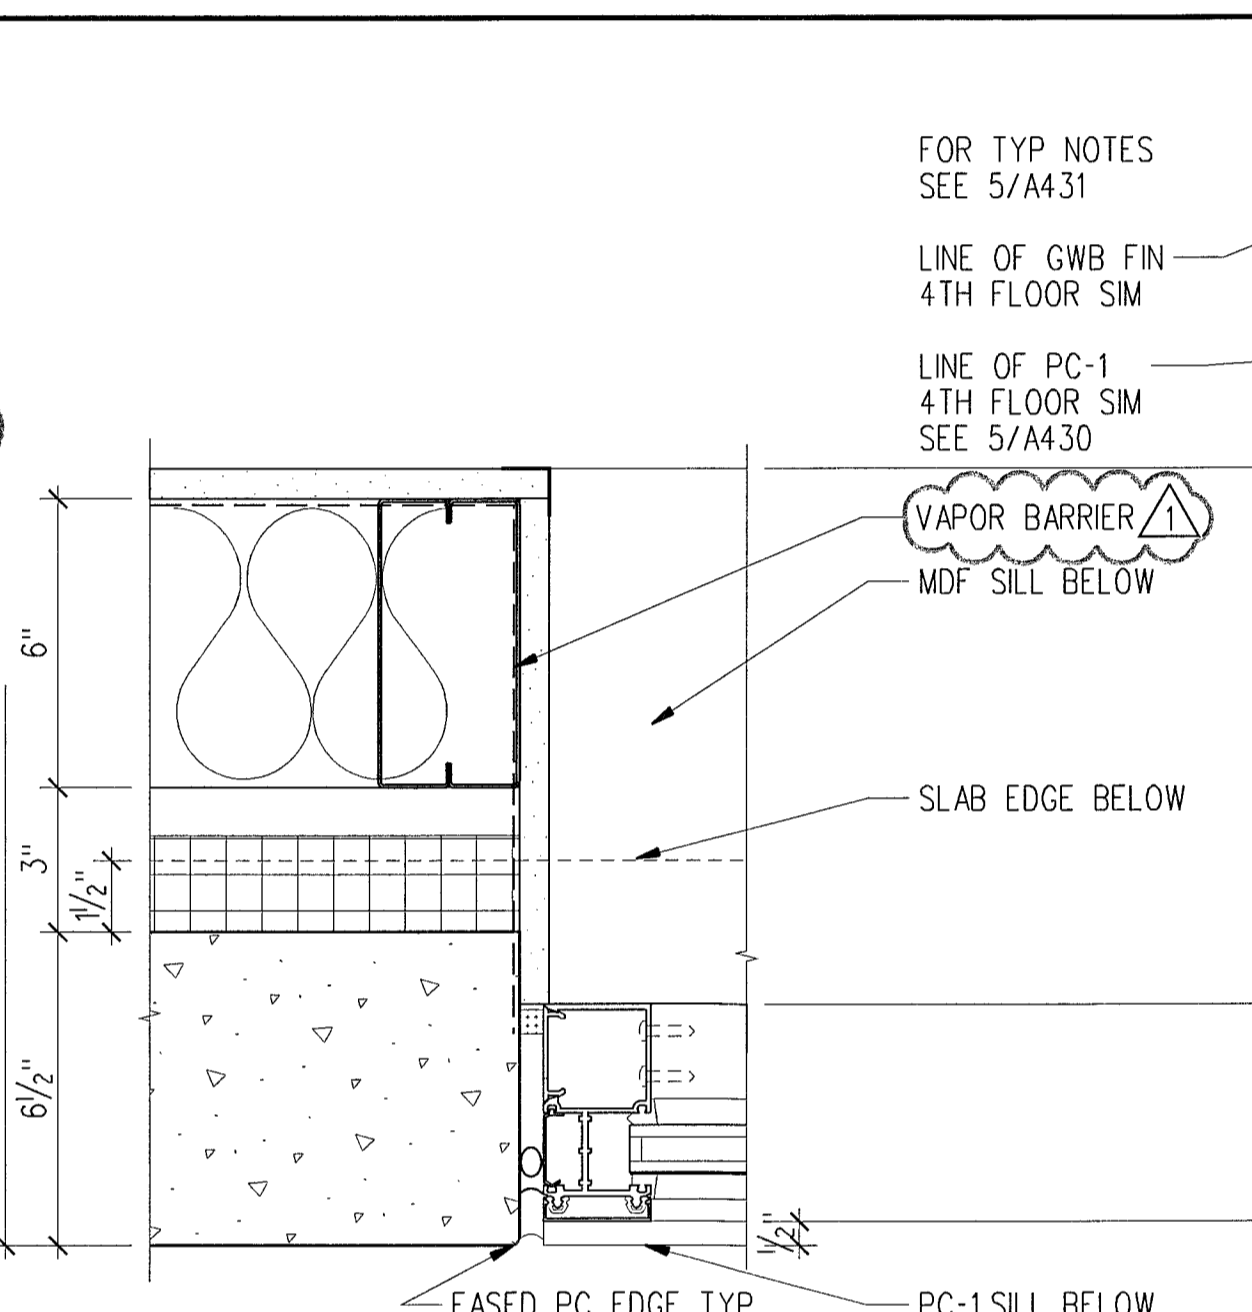 FOR TYP NOTES
SEE 5/A431
LINE OF GWB FIN
4TH FLOOR SIM
LINE OF PC-1
4TH FLOOR SIM
SEE 5/A430
VAPOR BARRIER 1
MDF SILL BELOW
SLAB EDGE BELOW
6"
3"
1 1/2"
6 1/2"
1/2"
EASED PC EDGE TYP
PC-1 SILL BELOW